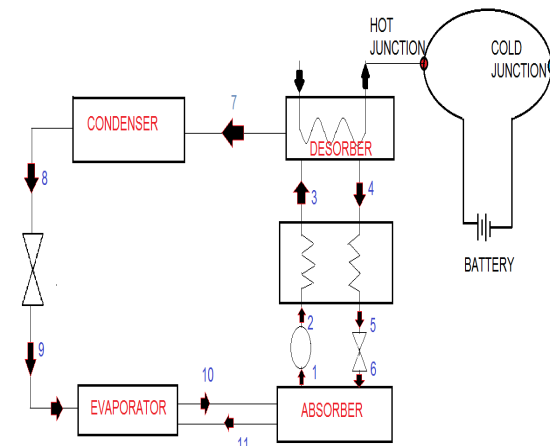 HOT
JUNCTION
COLD
JUNCTION
7
CONDENSER
DESORBER
8
3
4
BATTERY
2
5
9
1
6
10
EVAPORATOR
ABSORBER
11